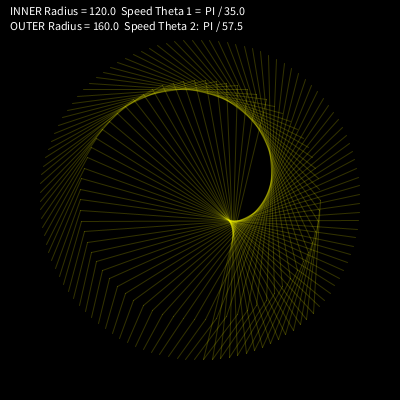 INNER Radius = 120.0  Speed Theta 1 =  PI / 35.0
OUTER Radius = 160.0  Speed Theta 2:  PI / 57.5